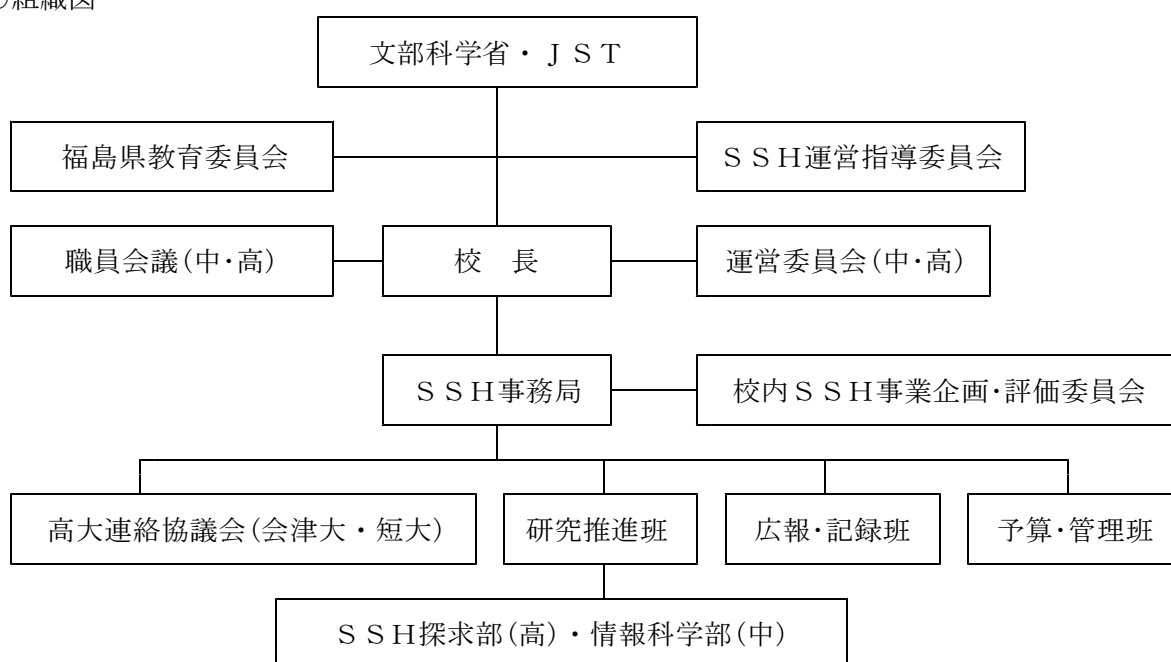 組織図
文部科学省・ＪＳＴ
福島県教育委員会
ＳＳＨ運営指導委員会
職員会議(中・高)
校　長
運営委員会(中・高)
ＳＳＨ事務局
校内ＳＳＨ事業企画・評価委員会
高大連絡協議会(会津大・短大)
研究推進班
広報・記録班
予算・管理班
ＳＳＨ探求部(高)・情報科学部(中)